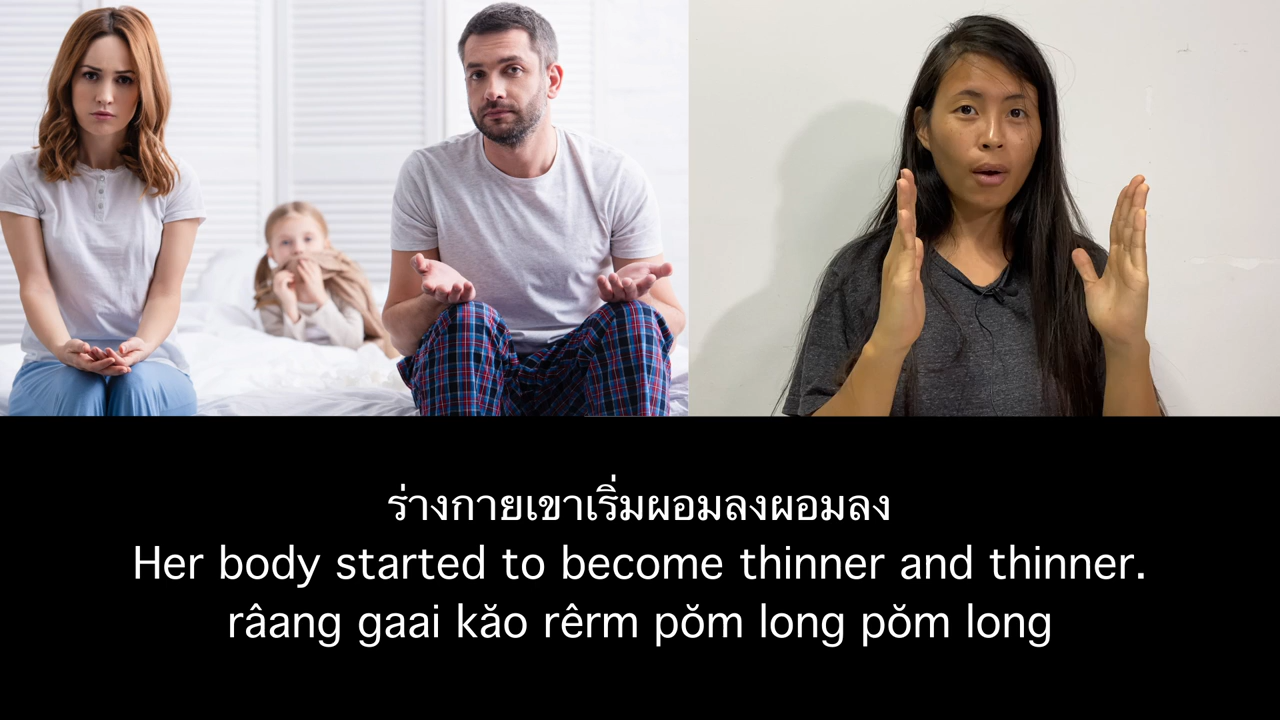 ร่างกายเขาเริ่มผอมลงผอมลง
Her body started to become thinner and thinner.
râang gaai kăo rêrm pŏm long pŏm long